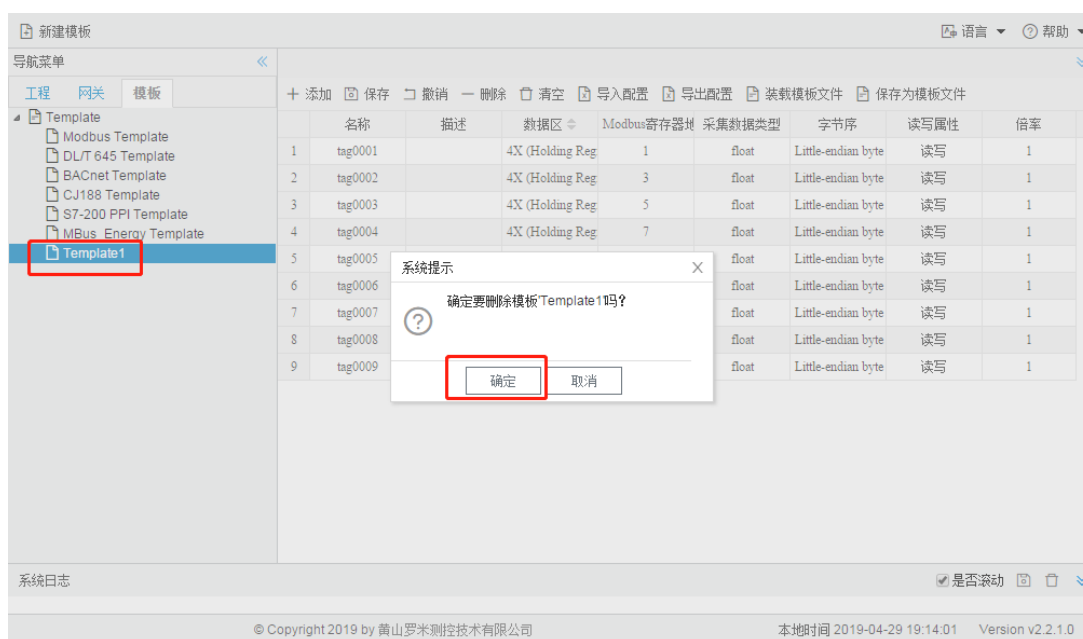 新建模板 语言 帮助
导航菜单
工程 网关 模板
添加 保存 撤销 删除 清空 导入配置 导出配置 装载模板文件 保存为模板文件
Template
Modbus Template
DL/T 645 Template
BACnet Template
CJ188 Template
S7-200 PPI Template
MBus_Energy Template
Template1
名称 描述 数据区 Modbus寄存器地 采集数据类型 字节序 读写属性 倍率
1 tag0001 4X (Holding Reg 1 float Little-endian byte 读写 1
2 tag0002 4X (Holding Reg 3 float Little-endian byte 读写 1
3 tag0003 4X (Holding Reg 5 float Little-endian byte 读写 1
4 tag0004 4X (Holding Reg 7 float Little-endian byte 读写 1
5 tag0005 float Little-endian byte 读写 1
6 tag0006 float Little-endian byte 读写 1
7 tag0007 float Little-endian byte 读写 1
8 tag0008 float Little-endian byte 读写 1
9 tag0009 float Little-endian byte 读写 1
系统提示 X
确定要删除模板'Template1'吗?
确定 取消
系统日志 是否滚动
© Copyright 2019 by 黄山罗米测控技术有限公司 本地时间 2019-04-29 19:14:01 Version v2.2.1.0